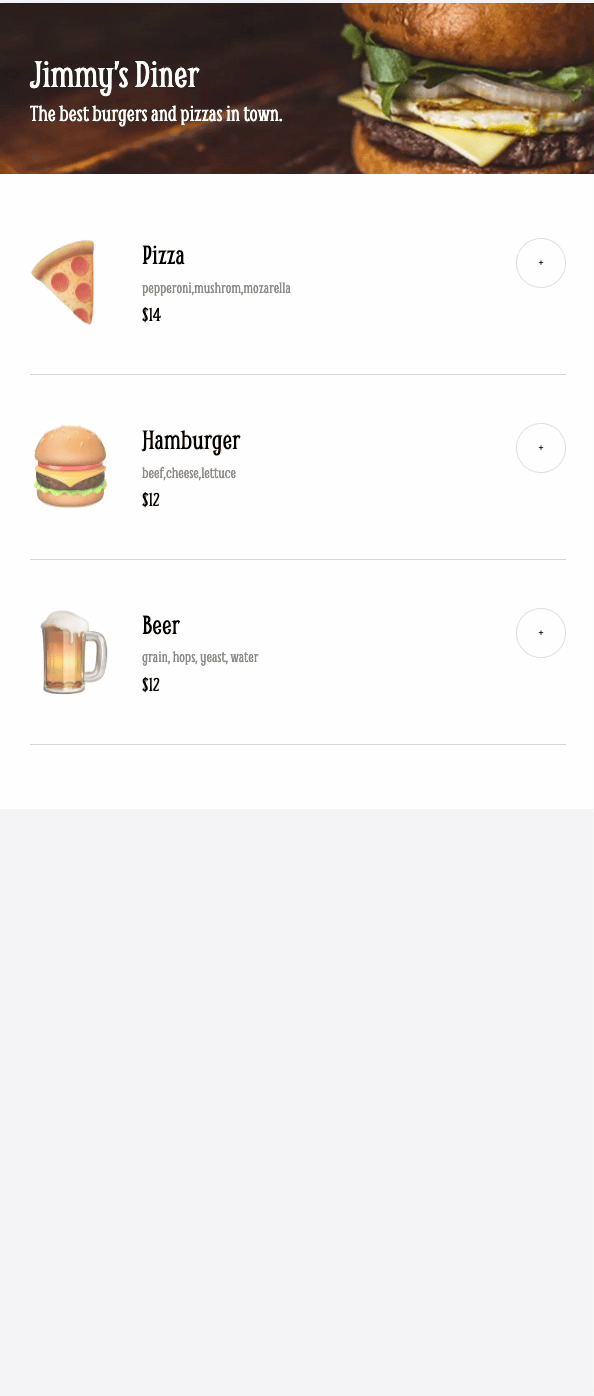 Jimmy's Diner
The best burgers and pizzas in town.
Pizza
+
pepperoni,mushrom,mozarella
$14
Hamburger
+
beef,cheese,lettuce
$12
Beer
+
grain, hops, yeast, water
$12